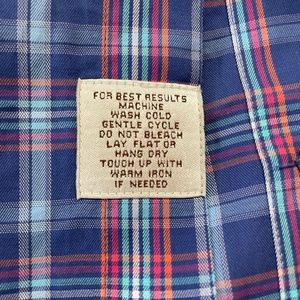 FOR BEST RESULTS
MACHINE
WASH COLD
GENTLE CYCLE
DO NOT BLEACH
LAY FLAT OR
HANG DRY
TOUCH UP WITH
WARM IRON
IF NEEDED